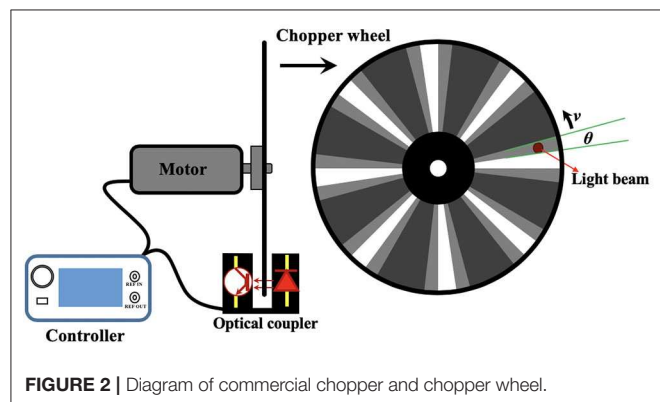 Chopper wheel
v
θ
Light beam
Motor
REF IN
REF OUT
Controller
Optical coupler
FIGURE 2 | Diagram of commercial chopper and chopper wheel.